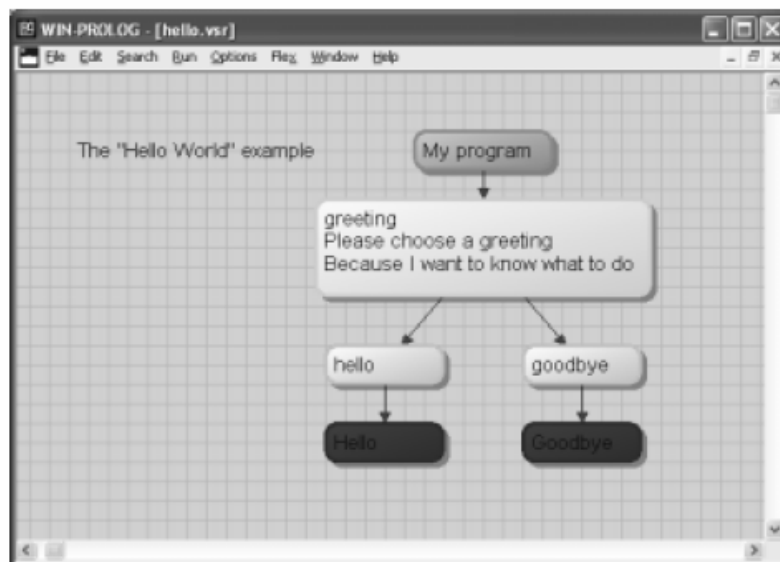 WIN-PROLOG - [hello.vsr]
File Edit Search Run Options Flex Window Help
The "Hello World" example
My program
greeting
Please choose a greeting
Because I want to know what to do
hello
goodbye
Hello
Goodbye